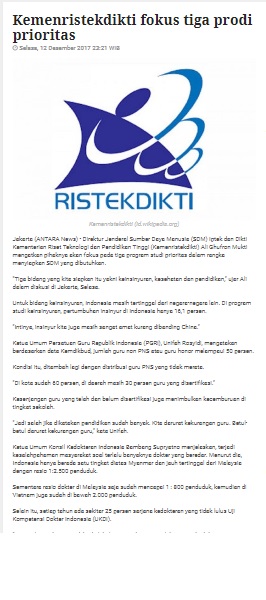 Kemenristekdikti fokus tiga prodi
prioritas
Selasa, 12 Desember 2017 22:21 WIB
RISTEKDIKTI
Kemenristekdikti (id.wikipedia.org)
Jakarta (ANTARA News) - Direktur Jenderal Sumber Daya Manusia (SDM) Iptek dan Dikti
Kementerian Riset Teknologi dan Pendidikan Tinggi (Kemenristekdikti) Ali Ghufron Mukti
mengatakan pihaknya akan fokus pada tiga program studi prioritas dalam rangka
menyiapkan SDM yang dibutuhkan.
"Tiga bidang yang kita siapkan itu yakni keinsinyuran, kesehatan dan pendidikan," ujar Ali
dalam diskusi di Jakarta, Selasa.
Untuk bidang keinsinyuran, Indonesia masih tertinggal dari negara-negara lain. Di program
studi keinsinyuran, pertumbuhan insinyur di Indonesia hanya 16,1 persen.
"Intinya, insinyur kita juga masih sangat amat kurang dibanding China."
Ketua Umum Persatuan Guru Republik Indonesia (PGRI), Unifah Rosyidi, mengatakan
berdasarkan data Kemdikbud, jumlah guru non PNS atau guru honor melampaui 50 persen.
Kondisi itu, ditambah lagi dengan distribusi guru PNS yang tidak merata.
"Di kota sudah 60 persen, di daerah masih 30 persen guru yang disertifikasi."
Kesenjangan guru yang telah dan belum disertifikasi juga menimbulkan kecemburuan di
tingkat sekolah.
"Jadi salah jika dikatakan pendidikan sudah banyak. Kita darurat kekurangan guru. Betul-
betul darurat kekurangan guru," kata Unifah.
Ketua Umum Konsil Kedokteran Indonesia Bambang Supriyatno menjelaskan, terjadi
kesalahpahaman masyarakat soal terlalu banyaknya dokter yang beredar. Menurut dia,
Indonesia hanya berada satu tingkat diatas Myanmar dan jauh tertinggal dari Malaysia
dengan rasio 1:2.500 penduduk.
Sementara rasio dokter di Malaysia saja sudah mencapai 1 : 800 penduduk, kemudian di
Vietnam juga sudah di bawah 2.000 penduduk.
Selain itu, setiap tahun ada sekitar 25 persen sarjana kedokteran yang tidak lulus Uji
Kompetensi Dokter Indonesia (UKDI).